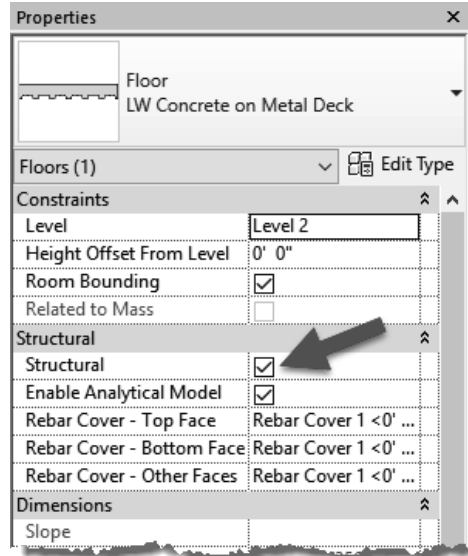 Properties
Floor
LW Concrete on Metal Deck
Floors (1) Edit Type
Constraints
Level Level 2
Height Offset From Level 0' 0"
Room Bounding
Related to Mass
Structural
Structural
Enable Analytical Model
Rebar Cover - Top Face Rebar Cover 1 <0' ...
Rebar Cover - Bottom Face Rebar Cover 1 <0' ...
Rebar Cover - Other Faces Rebar Cover 1 <0' ...
Dimensions
Slope